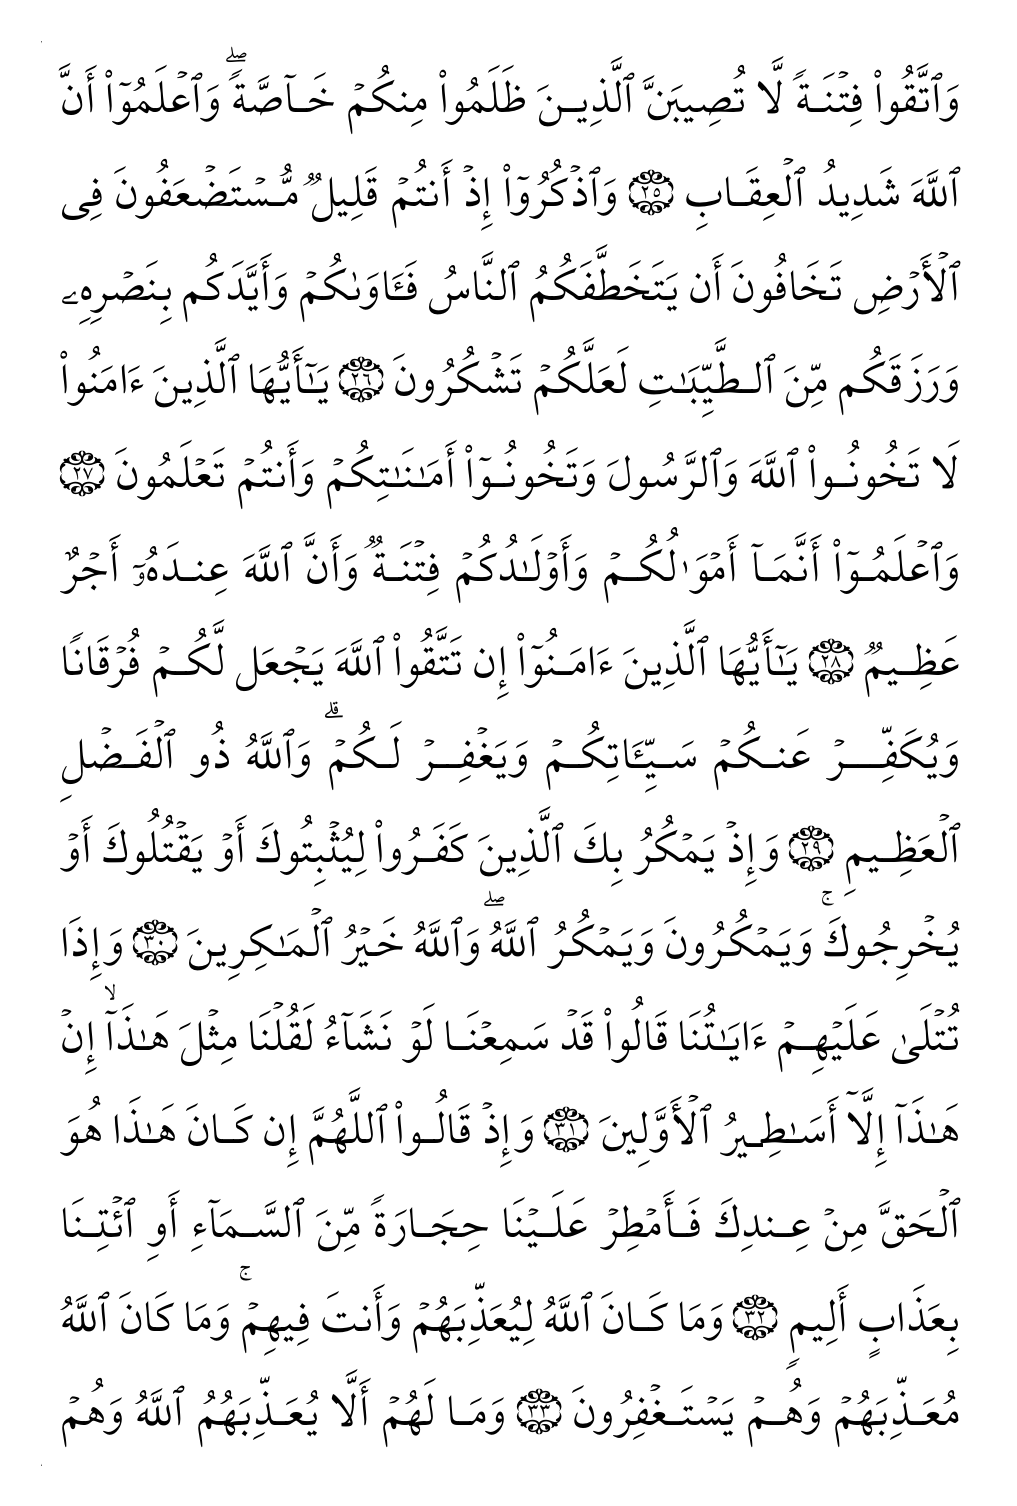 وَٱتَّقُوا۟ فِتۡنَةً لَّا تُصِيبَنَّ ٱلَّذِينَ ظَلَمُوا۟ مِنكُمۡ خَآصَّةًۖ وَٱعۡلَمُوٓا۟ أَنَّ
ٱللَّهَ شَدِيدُ ٱلۡعِقَابِ ٢٥ وَٱذۡكُرُوٓا۟ إِذۡ أَنتُمۡ قَلِيلٌ مُّسۡتَضۡعَفُونَ فِى
ٱلۡأَرۡضِ تَخَافُونَ أَن يَتَخَطَّفَكُمُ ٱلنَّاسُ فَـَٔاوَىٰكُمۡ وَأَيَّدَكُم بِنَصۡرِهِۦ
وَرَزَقَكُم مِّنَ ٱلطَّيِّبَـٰتِ لَعَلَّكُمۡ تَشۡكُرُونَ ٢٦ يَـٰٓأَيُّهَا ٱلَّذِينَ ءَامَنُوا۟
لَا تَخُونُوا۟ ٱللَّهَ وَٱلرَّسُولَ وَتَخُونُوٓا۟ أَمَـٰنَـٰتِكُمۡ وَأَنتُمۡ تَعۡلَمُونَ ٢٧
وَٱعۡلَمُوٓا۟ أَنَّمَآ أَمۡوَٰلُكُمۡ وَأَوۡلَـٰدُكُمۡ فِتۡنَةٌ وَأَنَّ ٱللَّهَ عِندَهُۥٓ أَجۡرٌ
عَظِيمٌ ٢٨ يَـٰٓأَيُّهَا ٱلَّذِينَ ءَامَنُوٓا۟ إِن تَتَّقُوا۟ ٱللَّهَ يَجۡعَل لَّكُمۡ فُرۡقَانًا
وَيُكَفِّرۡ عَنكُمۡ سَيِّـَٔاتِكُمۡ وَيَغۡفِرۡ لَكُمۡۗ وَٱللَّهُ ذُو ٱلۡفَضۡلِ
ٱلۡعَظِيمِ ٢٩ وَإِذۡ يَمۡكُرُ بِكَ ٱلَّذِينَ كَفَرُوا۟ لِيُثۡبِتُوكَ أَوۡ يَقۡتُلُوكَ أَوۡ
يُخۡرِجُوكَۚ وَيَمۡكُرُونَ وَيَمۡكُرُ ٱللَّهُۖ وَٱللَّهُ خَيۡرُ ٱلۡمَـٰكِرِينَ ٣٠ وَإِذَا
تُتۡلَىٰ عَلَيۡهِمۡ ءَايَـٰتُنَا قَالُوا۟ قَدۡ سَمِعۡنَا لَوۡ نَشَآءُ لَقُلۡنَا مِثۡلَ هَـٰذَآۙ إِنۡ
هَـٰذَآ إِلَّآ أَسَـٰطِيرُ ٱلۡأَوَّلِينَ ٣١ وَإِذۡ قَالُوا۟ ٱللَّهُمَّ إِن كَانَ هَـٰذَا هُوَ
ٱلۡحَقَّ مِنۡ عِندِكَ فَأَمۡطِرۡ عَلَيۡنَا حِجَارَةً مِّنَ ٱلسَّمَآءِ أَوِ ٱئۡتِنَا
بِعَذَابٍ أَلِيمٍ ٣٢ وَمَا كَانَ ٱللَّهُ لِيُعَذِّبَهُمۡ وَأَنتَ فِيهِمۡۚ وَمَا كَانَ ٱللَّهُ
مُعَذِّبَهُمۡ وَهُمۡ يَسۡتَغۡفِرُونَ ٣٣ وَمَا لَهُمۡ أَلَّا يُعَذِّبَهُمُ ٱللَّهُ وَهُمۡ